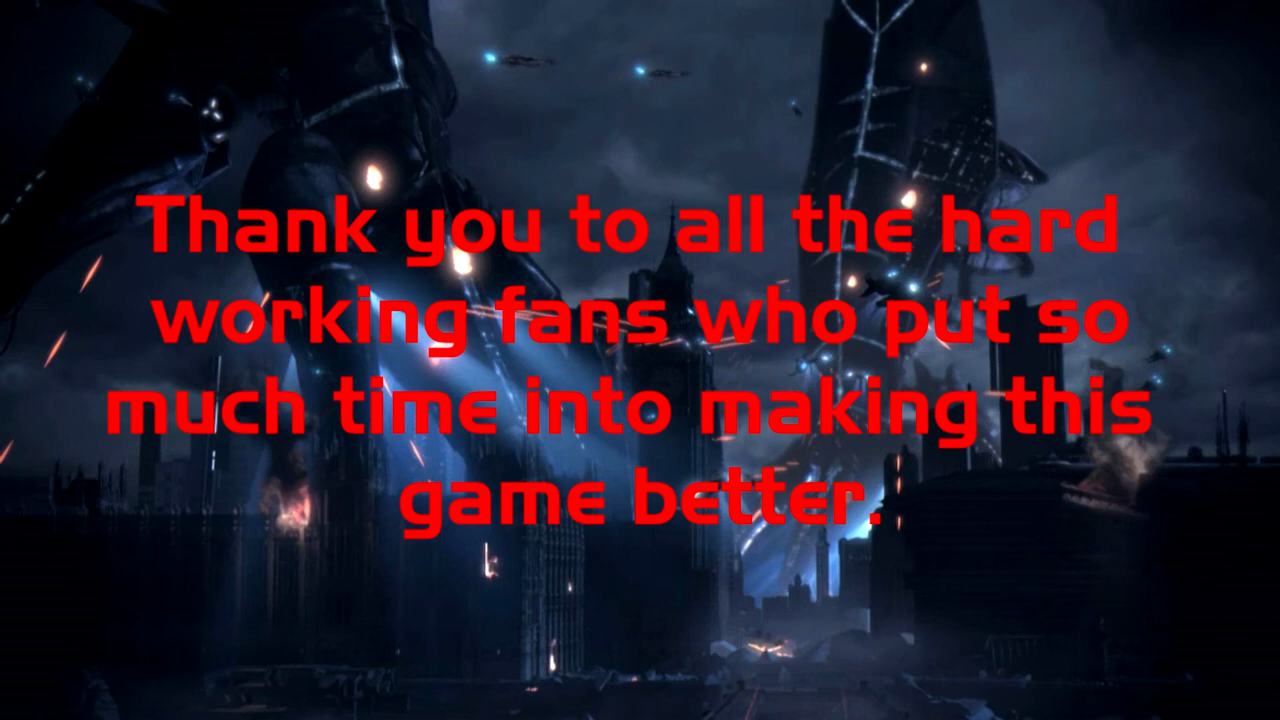 Thank you to all the hard
working fans who put so
much time into making this
game better.